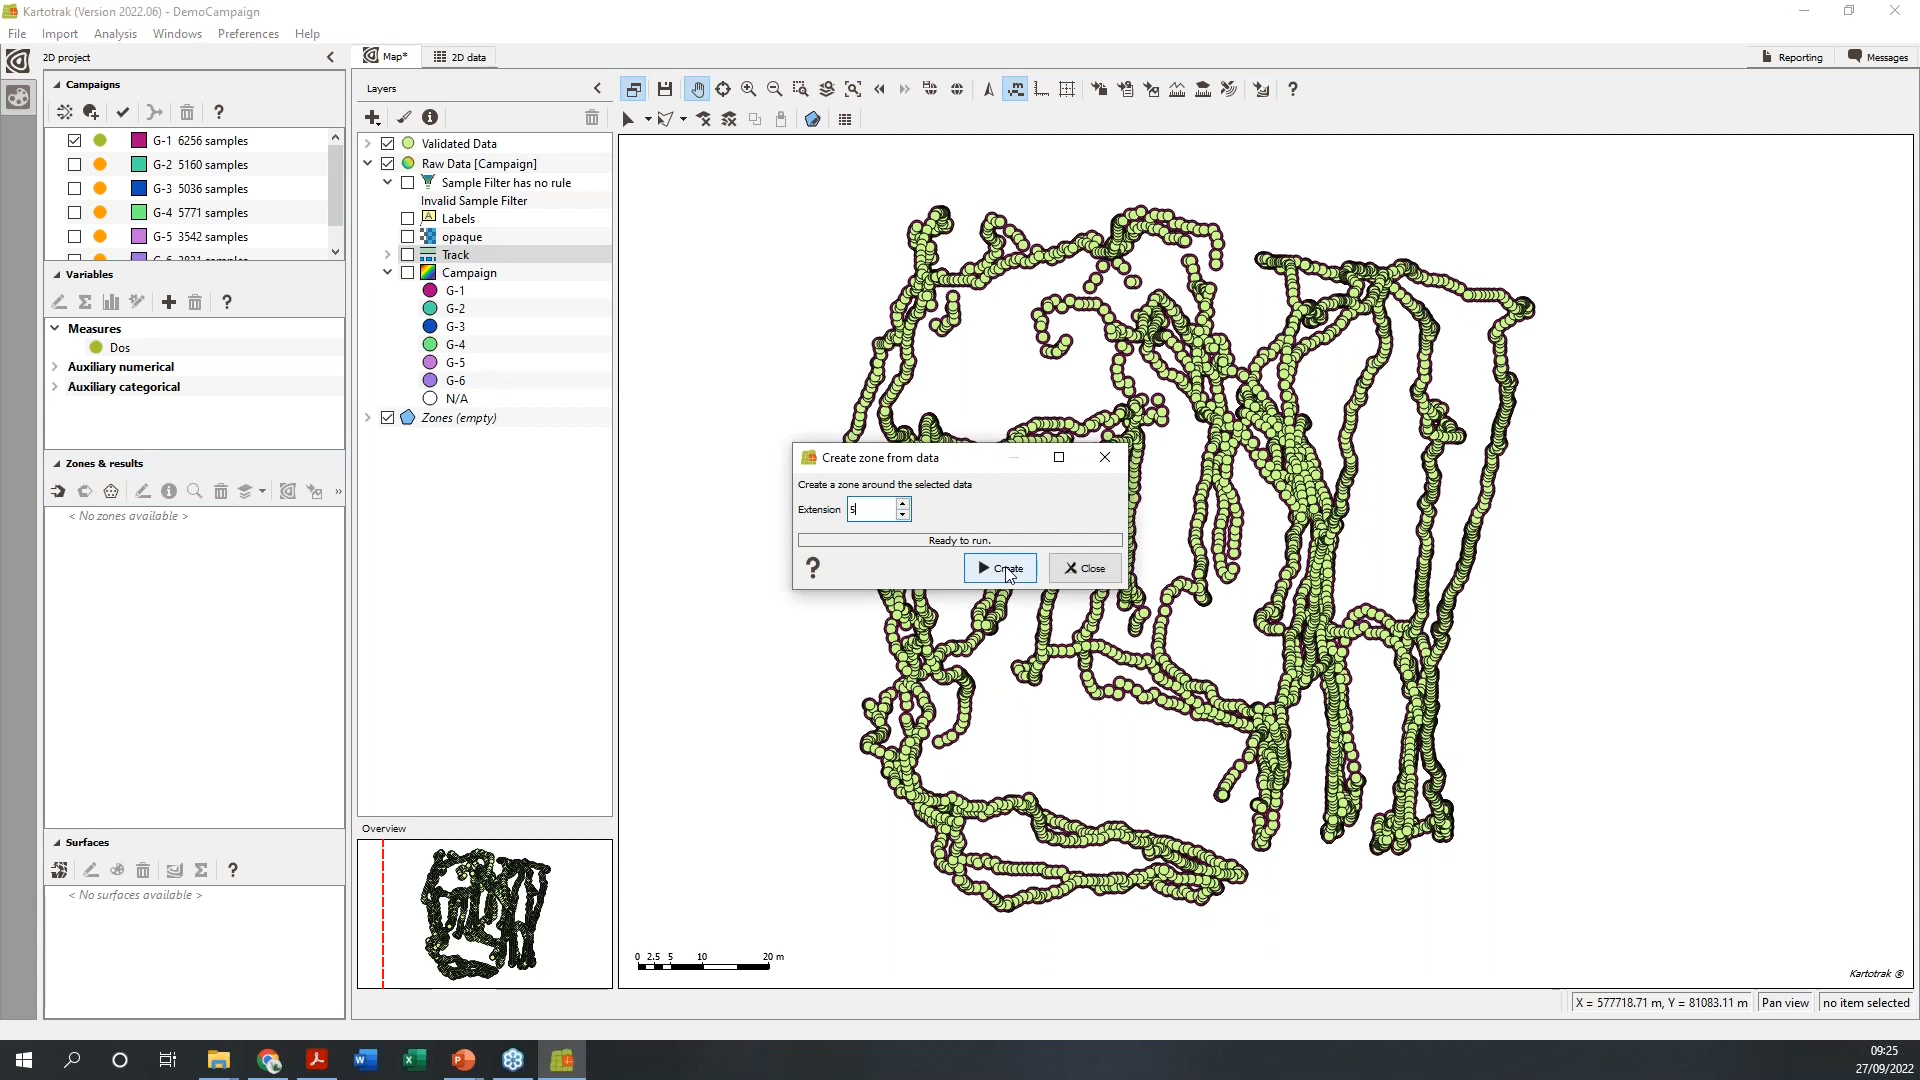 Kartotrak (Version 2022.06) - DemoCampaign
File Import Analysis Windows Preferences Help
2D project
Map*
2D data
Reporting
Messages
Campaigns
G-1 6256 samples
G-2 5160 samples
G-3 5036 samples
G-4 5771 samples
G-5 3542 samples
Variables
Measures
Dos
Auxiliary numerical
Auxiliary categorical
Zones & results
< No zones available >
Surfaces
< No surfaces available >
Layers
Validated Data
Raw Data [Campaign]
Sample Filter has no rule
Invalid Sample Filter
Labels
opaque
Track
Campaign
G-1
G-2
G-3
G-4
G-5
G-6
N/A
Zones (empty)
Overview
Create zone from data
Create a zone around the selected data
Extension 5
Ready to run.
Create
Close
0 2.5 5 10 20 m
Kartotrak ®
X = 577718.71 m, Y = 81083.11 m
Pan view
no item selected
09:25
27/09/2022